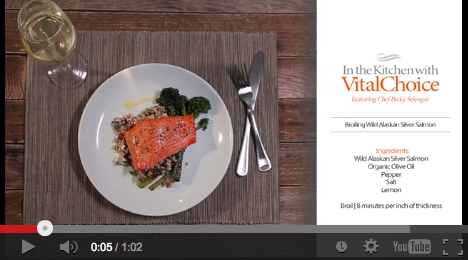 In the Kitchen with
VitalChoice
Featuring Chef Becky Selengut
Broiling Wild Alaskan Silver Salmon
Ingredients:
Wild Alaskan Silver Salmon
Organic Olive Oil
Pepper
Salt
Lemon
Broil | 8 minutes per inch of thickness
0:05 / 1:02
YouTube